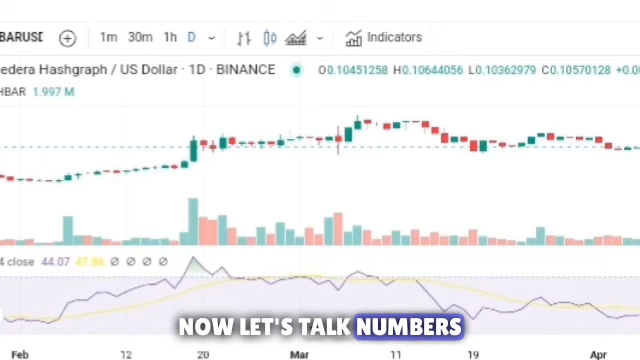 BARUSD 1m 30m 1h D Indicators
edera Hashgraph / US Dollar · 1D · BINANCE O0.10451258 H0.10644056 L0.10362979 C0.10570128 +0.0
HBAR 1.997 M
4 close 44.07 47.86 Ø Ø Ø Ø
NOW LET'S TALK NUMBERS
Feb 12 20 Mar 11 19 Apr